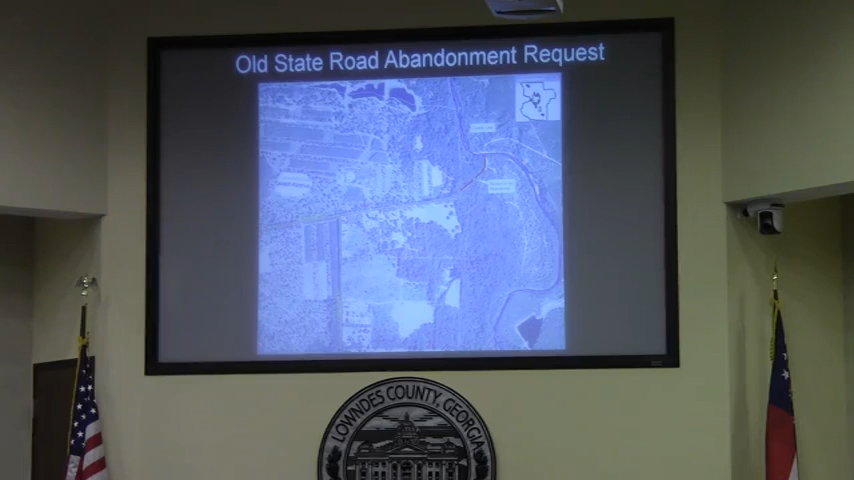 Old State Road Abandonment Request
LOWNDES COUNTY, GEORGIA